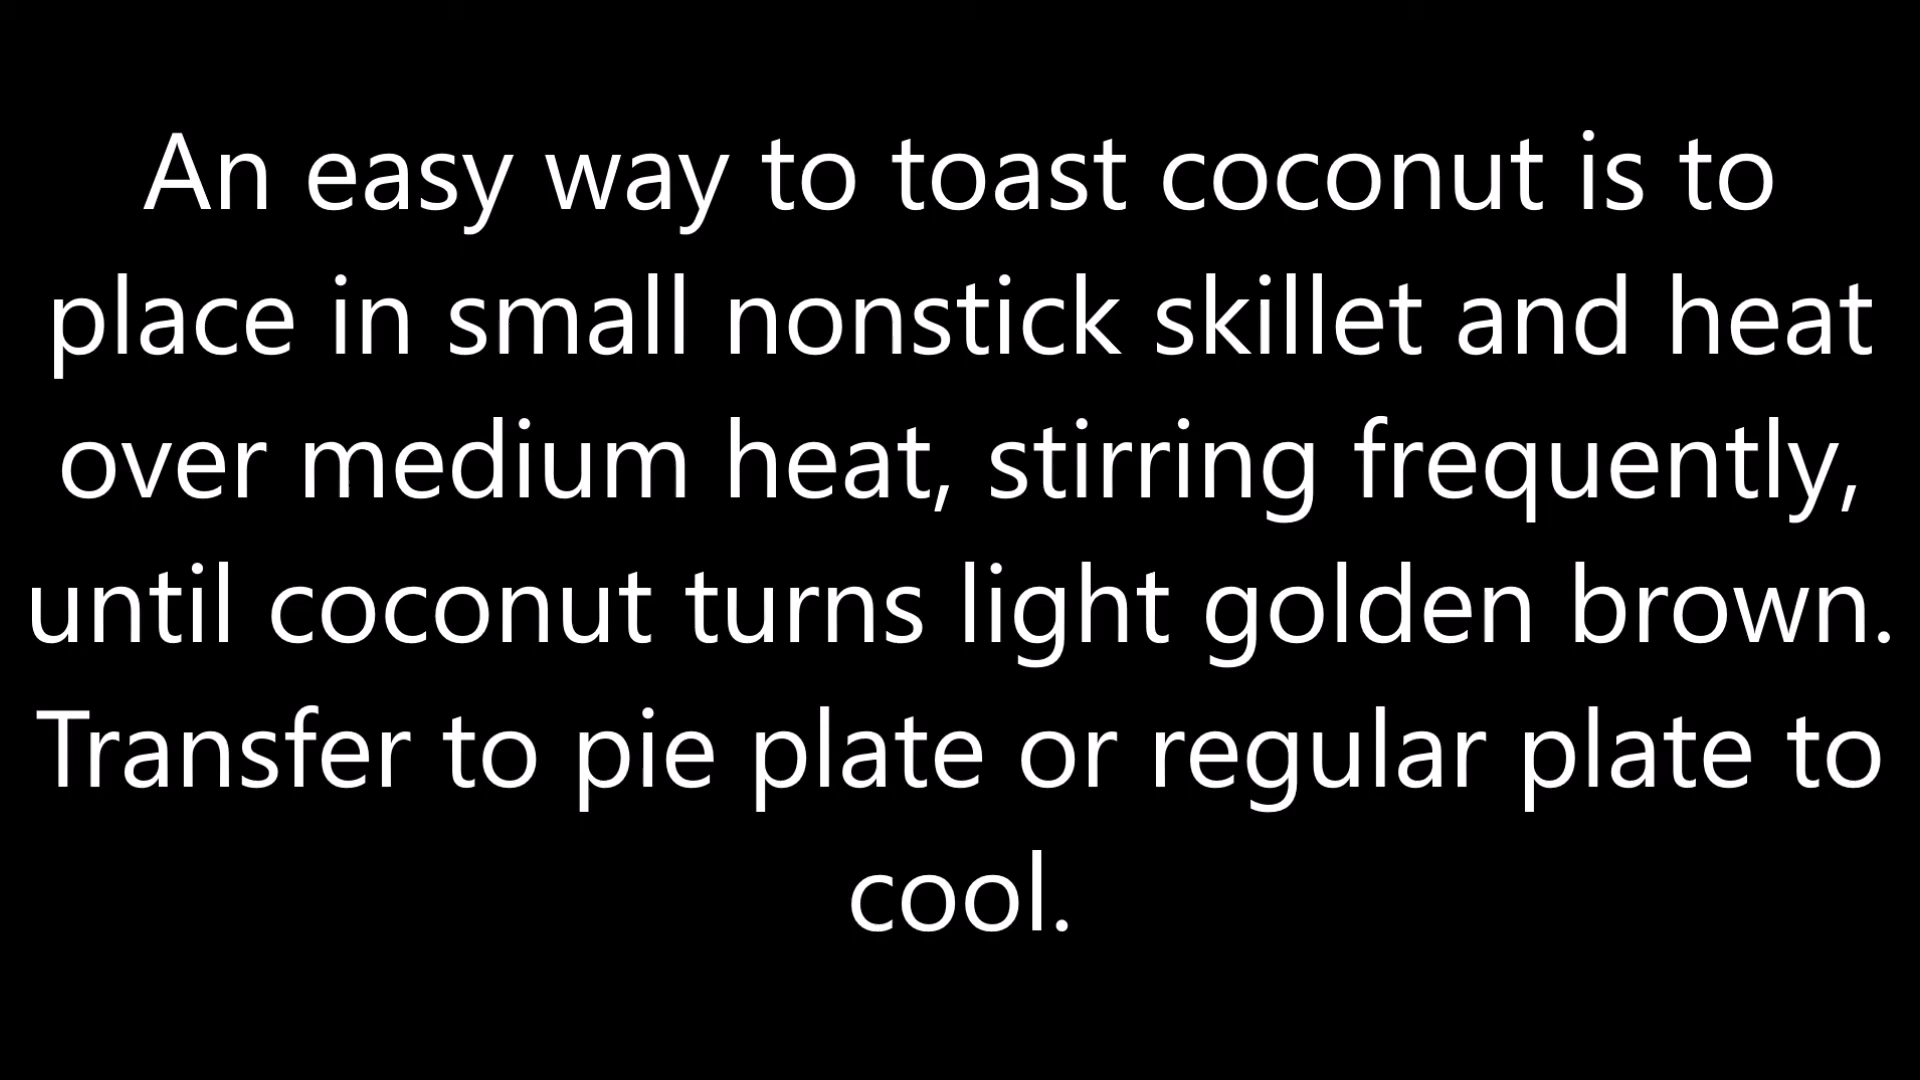 An easy way to toast coconut is to
place in small nonstick skillet and heat
over medium heat, stirring frequently,
until coconut turns light golden brown.
Transfer to pie plate or regular plate to
cool.